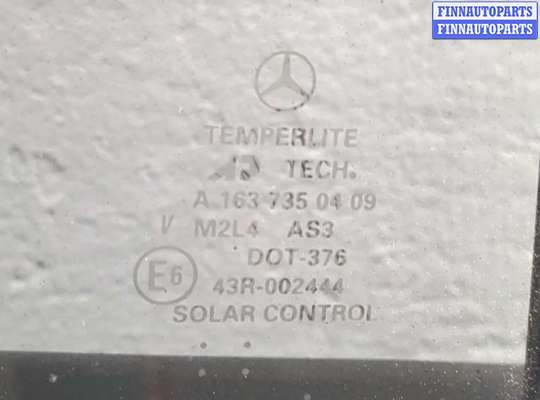 FINNAUTOPARTS
FINNAUTOPARTS
TEMPERLITE
TECH.
A 163 735 04 09
V M2L4 AS3
DOT-376
E6 43R-002444
SOLAR CONTROL